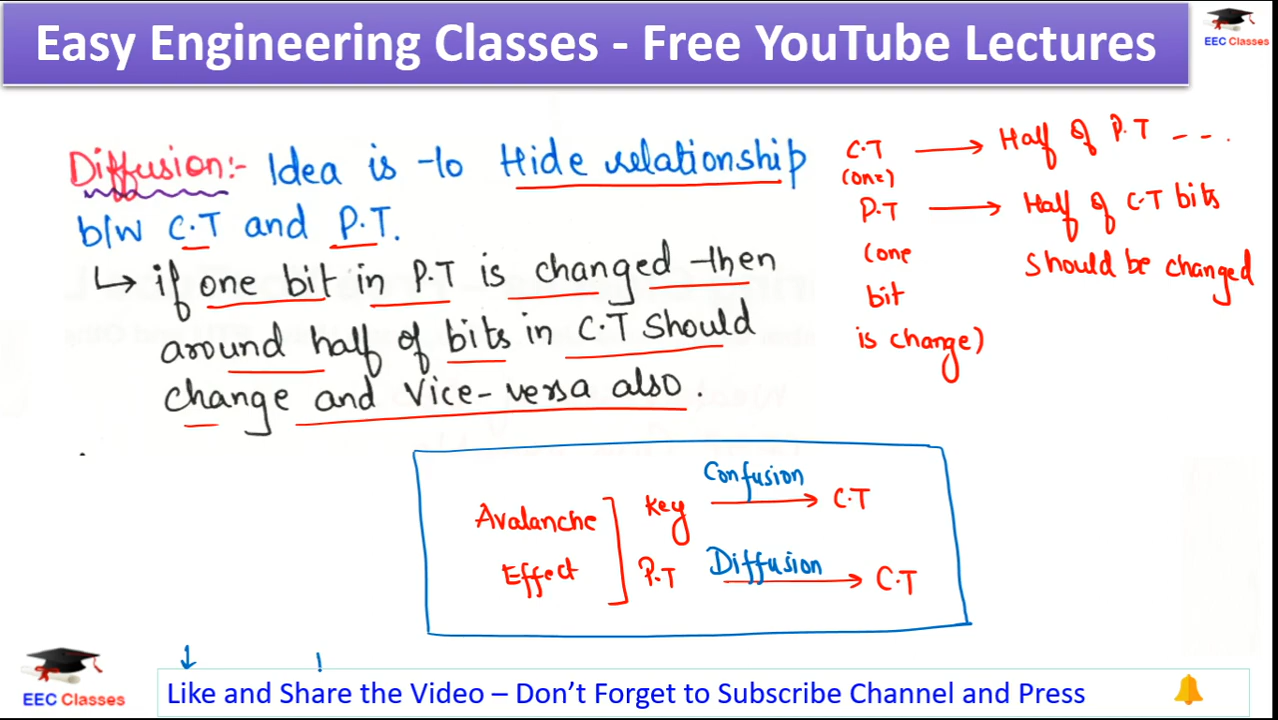 Easy Engineering Classes - Free YouTube Lectures
EEC Classes
Diffusion:- Idea is to Hide relationship
b/w C.T and P.T.
↳ if one bit in P.T is changed then
around half of bits in C.T Should
change and Vice-versa also.
C.T → Half of P.T - - .
(one)
P.T → Half of C.T bits
(one should be changed
bit
is change)
Avalanche
Effect
Key Confusion → C.T
P.T Diffusion → C.T
EEC Classes
Like and Share the Video – Don’t Forget to Subscribe Channel and Press